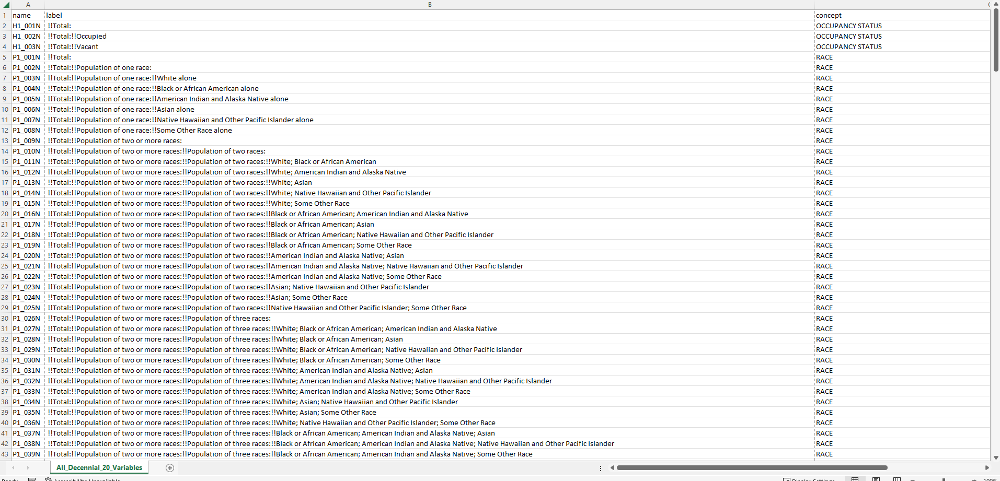 A B C
1 name label concept
2 H1_001N !!Total: OCCUPANCY STATUS
3 H1_002N !!Total:!!Occupied OCCUPANCY STATUS
4 H1_003N !!Total:!!Vacant OCCUPANCY STATUS
5 P1_001N !!Total: RACE
6 P1_002N !!Total:!!Population of one race: RACE
7 P1_003N !!Total:!!Population of one race:!!White alone RACE
8 P1_004N !!Total:!!Population of one race:!!Black or African American alone RACE
9 P1_005N !!Total:!!Population of one race:!!American Indian and Alaska Native alone RACE
10 P1_006N !!Total:!!Population of one race:!!Asian alone RACE
11 P1_007N !!Total:!!Population of one race:!!Native Hawaiian and Other Pacific Islander alone RACE
12 P1_008N !!Total:!!Population of one race:!!Some Other Race alone RACE
13 P1_009N !!Total:!!Population of two or more races: RACE
14 P1_010N !!Total:!!Population of two or more races:!!Population of two races: RACE
15 P1_011N !!Total:!!Population of two or more races:!!Population of two races:!!White; Black or African American RACE
16 P1_012N !!Total:!!Population of two or more races:!!Population of two races:!!White; American Indian and Alaska Native RACE
17 P1_013N !!Total:!!Population of two or more races:!!Population of two races:!!White; Asian RACE
18 P1_014N !!Total:!!Population of two or more races:!!Population of two races:!!White; Native Hawaiian and Other Pacific Islander RACE
19 P1_015N !!Total:!!Population of two or more races:!!Population of two races:!!White; Some Other Race RACE
20 P1_016N !!Total:!!Population of two or more races:!!Population of two races:!!Black or African American; American Indian and Alaska Native RACE
21 P1_017N !!Total:!!Population of two or more races:!!Population of two races:!!Black or African American; Asian RACE
22 P1_018N !!Total:!!Population of two or more races:!!Population of two races:!!Black or African American; Native Hawaiian and Other Pacific Islander RACE
23 P1_019N !!Total:!!Population of two or more races:!!Population of two races:!!Black or African American; Some Other Race RACE
24 P1_020N !!Total:!!Population of two or more races:!!Population of two races:!!American Indian and Alaska Native; Asian RACE
25 P1_021N !!Total:!!Population of two or more races:!!Population of two races:!!American Indian and Alaska Native; Native Hawaiian and Other Pacific Islander RACE
26 P1_022N !!Total:!!Population of two or more races:!!Population of two races:!!American Indian and Alaska Native; Some Other Race RACE
27 P1_023N !!Total:!!Population of two or more races:!!Population of two races:!!Asian; Native Hawaiian and Other Pacific Islander RACE
28 P1_024N !!Total:!!Population of two or more races:!!Population of two races:!!Asian; Some Other Race RACE
29 P1_025N !!Total:!!Population of two or more races:!!Population of two races:!!Native Hawaiian and Other Pacific Islander; Some Other Race RACE
30 P1_026N !!Total:!!Population of two or more races:!!Population of three races: RACE
31 P1_027N !!Total:!!Population of two or more races:!!Population of three races:!!White; Black or African American; American Indian and Alaska Native RACE
32 P1_028N !!Total:!!Population of two or more races:!!Population of three races:!!White; Black or African American; Asian RACE
33 P1_029N !!Total:!!Population of two or more races:!!Population of three races:!!White; Black or African American; Native Hawaiian and Other Pacific Islander RACE
34 P1_030N !!Total:!!Population of two or more races:!!Population of three races:!!White; Black or African American; Some Other Race RACE
35 P1_031N !!Total:!!Population of two or more races:!!Population of three races:!!White; American Indian and Alaska Native; Asian RACE
36 P1_032N !!Total:!!Population of two or more races:!!Population of three races:!!White; American Indian and Alaska Native; Native Hawaiian and Other Pacific Islander RACE
37 P1_033N !!Total:!!Population of two or more races:!!Population of three races:!!White; American Indian and Alaska Native; Some Other Race RACE
38 P1_034N !!Total:!!Population of two or more races:!!Population of three races:!!White; Asian; Native Hawaiian and Other Pacific Islander RACE
39 P1_035N !!Total:!!Population of two or more races:!!Population of three races:!!White; Asian; Some Other Race RACE
40 P1_036N !!Total:!!Population of two or more races:!!Population of three races:!!White; Native Hawaiian and Other Pacific Islander; Some Other Race RACE
41 P1_037N !!Total:!!Population of two or more races:!!Population of three races:!!Black or African American; American Indian and Alaska Native; Asian RACE
42 P1_038N !!Total:!!Population of two or more races:!!Population of three races:!!Black or African American; American Indian and Alaska Native; Native Hawaiian and Other Pacific Islander RACE
43 P1_039N !!Total:!!Population of two or more races:!!Population of three races:!!Black or African American; American Indian and Alaska Native; Some Other Race RACE
All_Decennial_20_Variables
Display Settings 100%